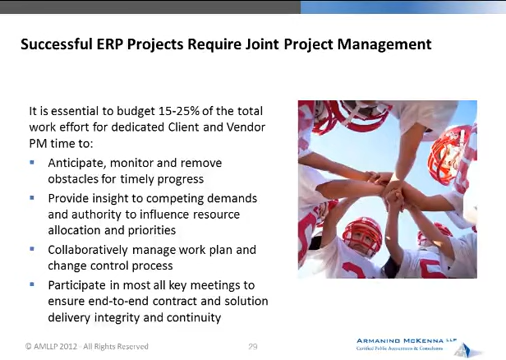 Successful ERP Projects Require Joint Project Management
It is essential to budget 15-25% of the total
work effort for dedicated Client and Vendor
PM time to:
▪ Anticipate, monitor and remove
obstacles for timely progress
▪ Provide insight to competing demands
and authority to influence resource
allocation and priorities
▪ Collaboratively manage work plan and
change control process
▪ Participate in most all key meetings to
ensure end-to-end contract and solution
delivery integrity and continuity
© AMLLP 2012 - All Rights Reserved
29
ARMANINO MCKENNA LLP
Certified Public Accountants & Consultants